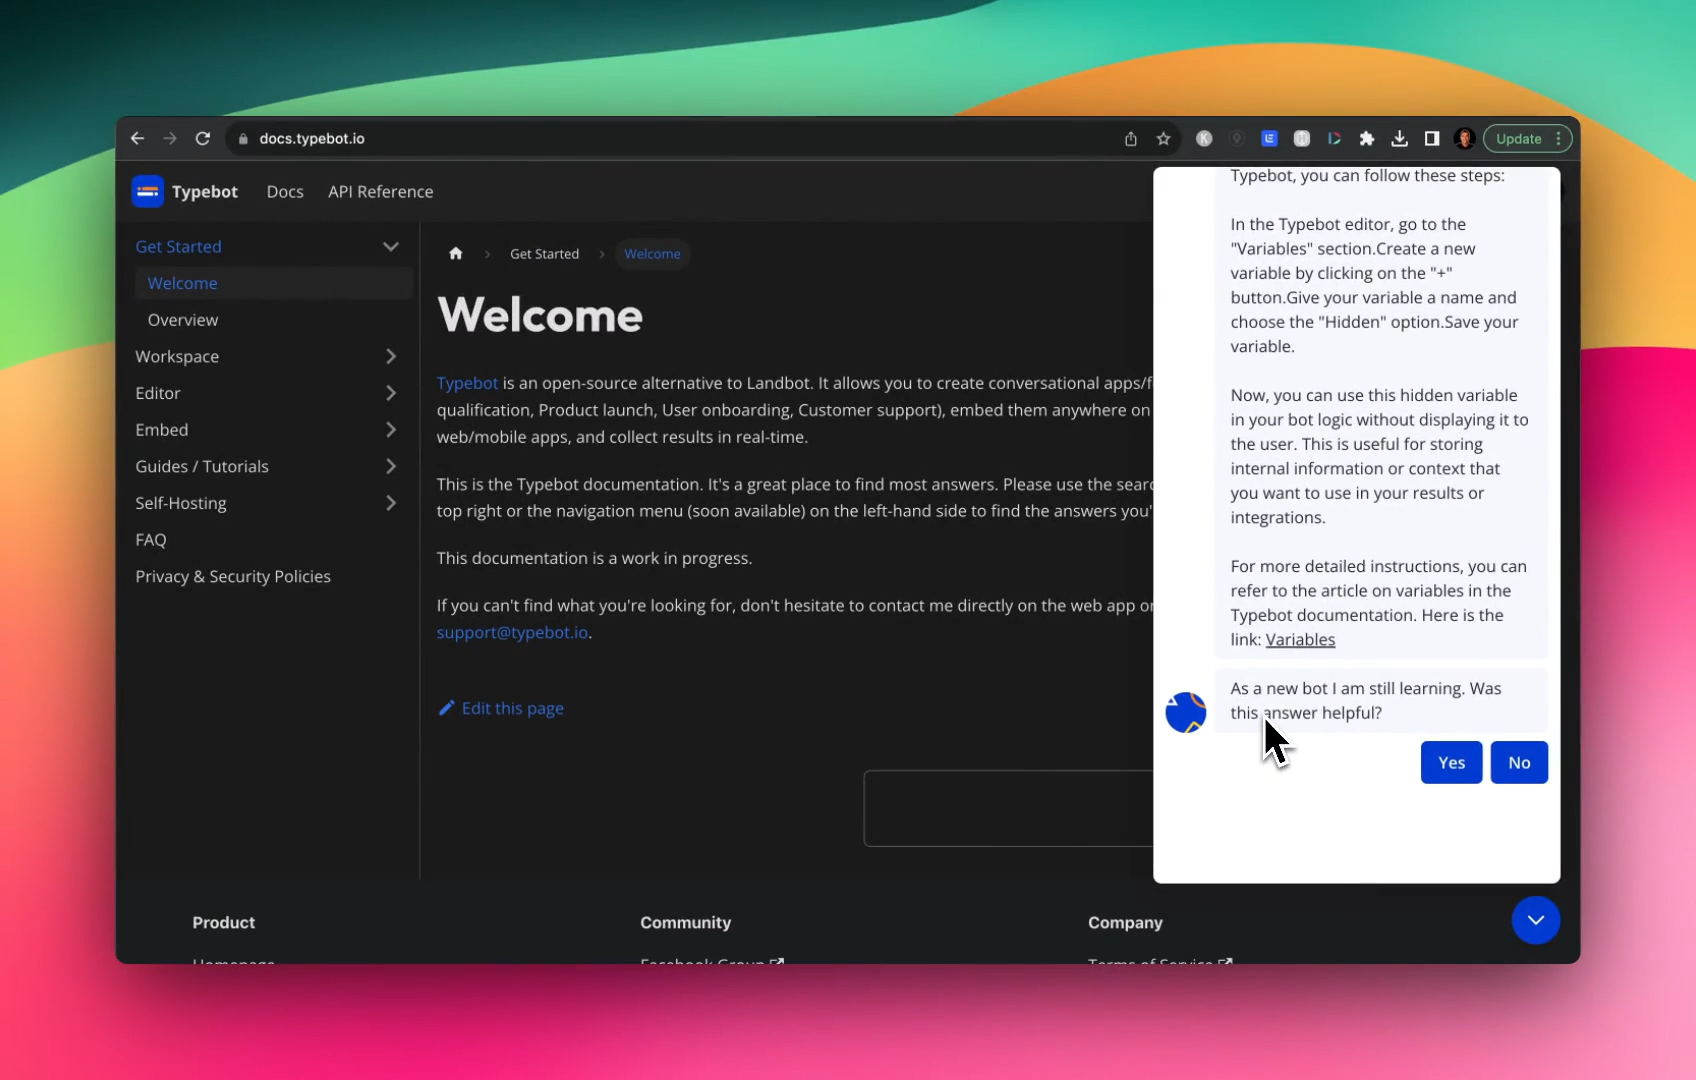 docs.typebot.io
Update
Typebot
Docs
API Reference
Get Started
Welcome
Overview
Workspace
Editor
Embed
Guides / Tutorials
Self-Hosting
FAQ
Privacy & Security Policies
Get Started
Welcome
Welcome
Typebot is an open-source alternative to Landbot. It allows you to create conversational apps/f
qualification, Product launch, User onboarding, Customer support), embed them anywhere on
web/mobile apps, and collect results in real-time.
This is the Typebot documentation. It's a great place to find most answers. Please use the searc
top right or the navigation menu (soon available) on the left-hand side to find the answers you'
This documentation is a work in progress.
If you can't find what you're looking for, don't hesitate to contact me directly on the web app or
support@typebot.io.
Edit this page
Typebot, you can follow these steps:
In the Typebot editor, go to the
"Variables" section.Create a new
variable by clicking on the "+"
button.Give your variable a name and
choose the "Hidden" option.Save your
variable.
Now, you can use this hidden variable
in your bot logic without displaying it to
the user. This is useful for storing
internal information or context that
you want to use in your results or
integrations.
For more detailed instructions, you can
refer to the article on variables in the
Typebot documentation. Here is the
link: Variables
As a new bot I am still learning. Was
this answer helpful?
Yes
No
Product
Community
Company
Homepage
Facebook Group
Terms of Service